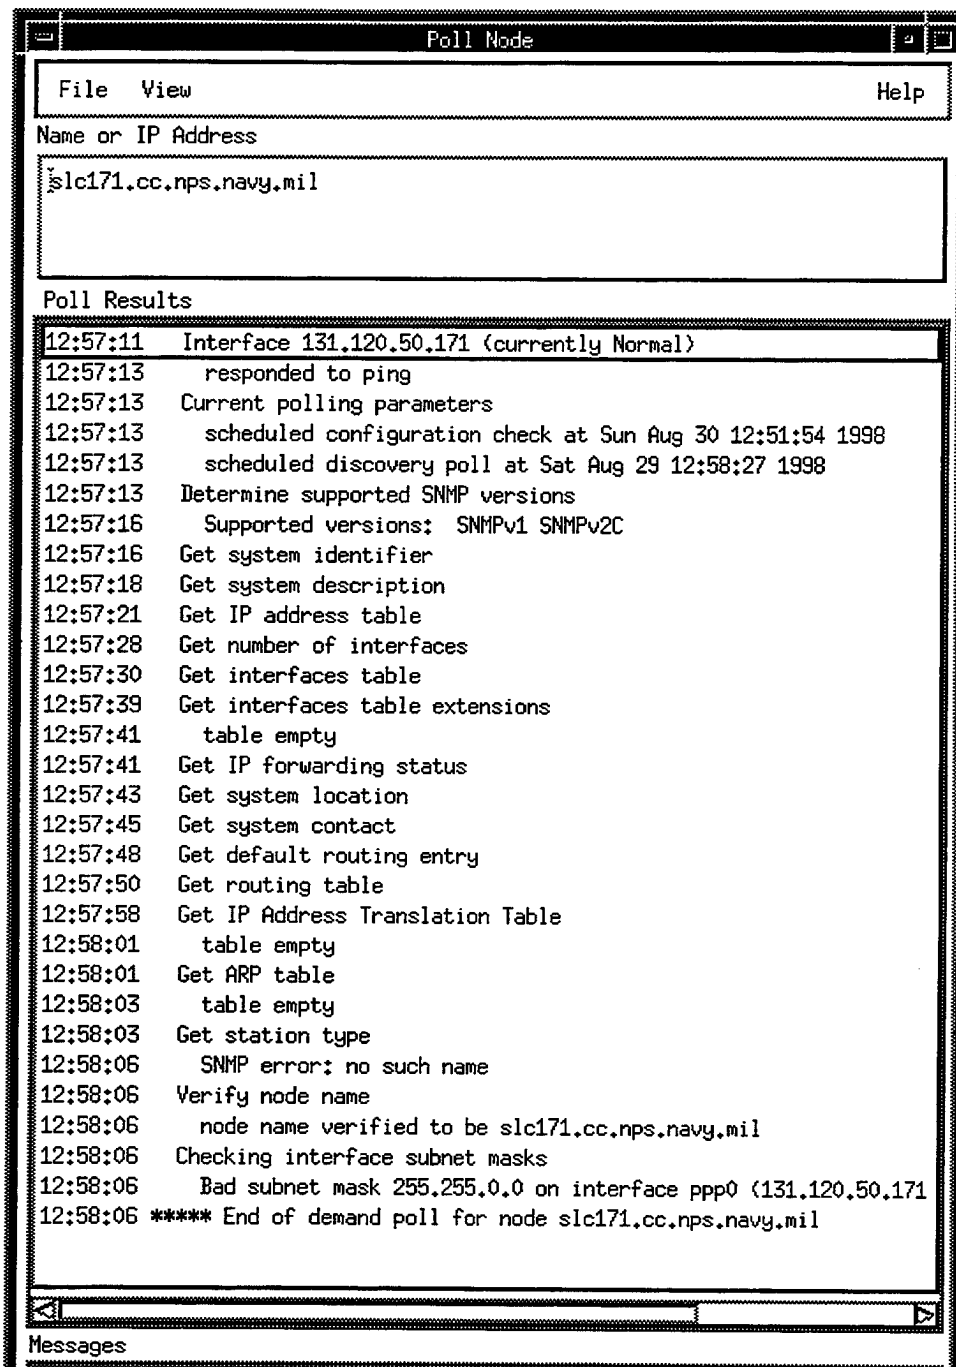 Poll Node
File View Help
Name or IP Address
slc171.cc.nps.navy.mil
Poll Results
12:57:11 Interface 131.120.50.171 (currently Normal)
12:57:13 responded to ping
12:57:13 Current polling parameters
12:57:13 scheduled configuration check at Sun Aug 30 12:51:54 1998
12:57:13 scheduled discovery poll at Sat Aug 29 12:58:27 1998
12:57:13 Determine supported SNMP versions
12:57:16 Supported versions: SNMPv1 SNMPv2C
12:57:16 Get system identifier
12:57:18 Get system description
12:57:21 Get IP address table
12:57:28 Get number of interfaces
12:57:30 Get interfaces table
12:57:39 Get interfaces table extensions
12:57:41 table empty
12:57:41 Get IP forwarding status
12:57:43 Get system location
12:57:45 Get system contact
12:57:48 Get default routing entry
12:57:50 Get routing table
12:57:58 Get IP Address Translation Table
12:58:01 table empty
12:58:01 Get ARP table
12:58:03 table empty
12:58:03 Get station type
12:58:06 SNMP error: no such name
12:58:06 Verify node name
12:58:06 node name verified to be slc171.cc.nps.navy.mil
12:58:06 Checking interface subnet masks
12:58:06 Bad subnet mask 255.255.0.0 on interface ppp0 (131.120.50.171
12:58:06 ***** End of demand poll for node slc171.cc.nps.navy.mil
Messages